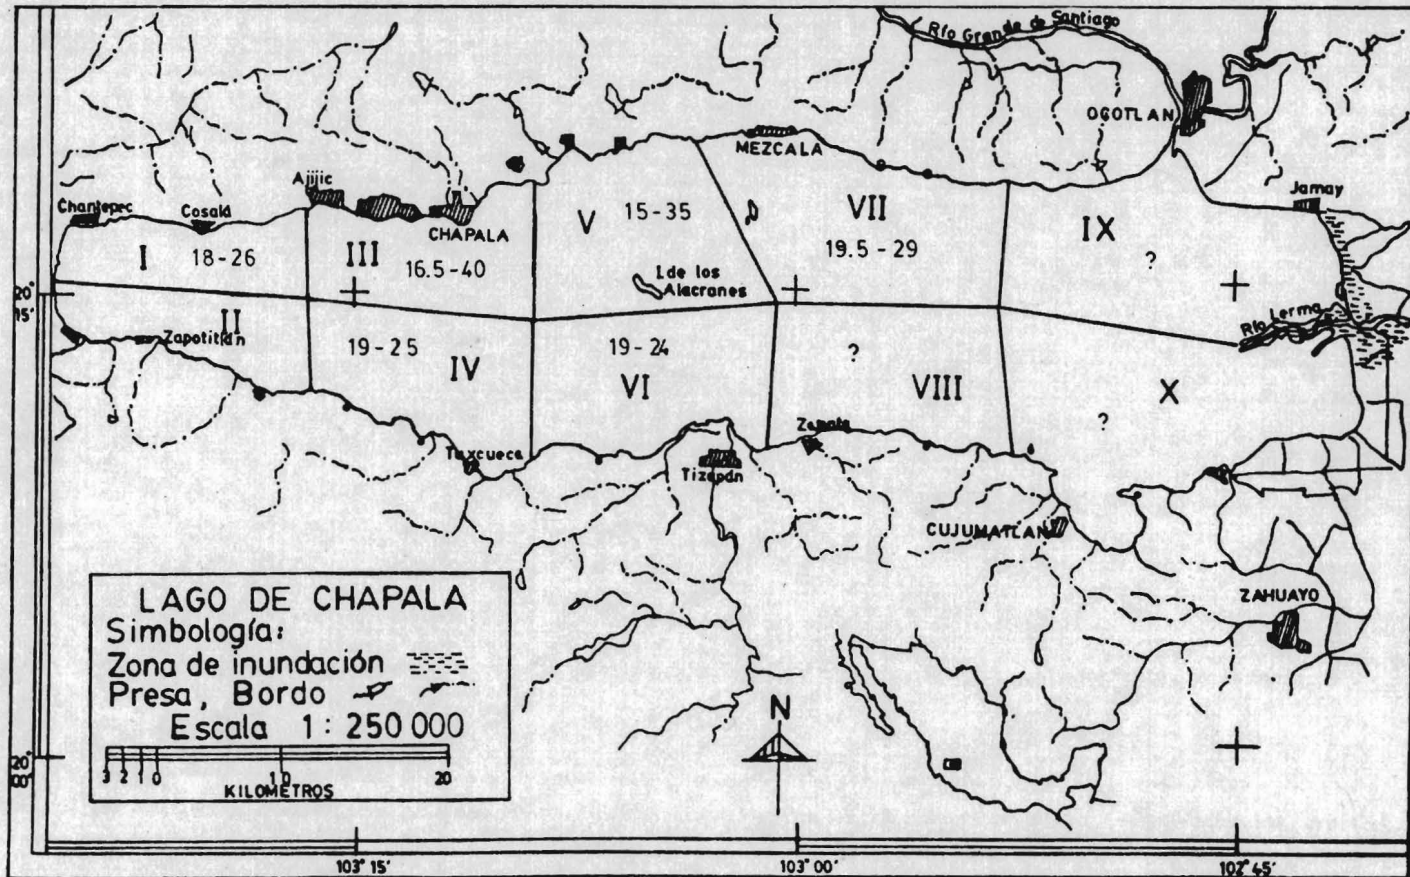 Río Grande de Santiago
OCOTLAN
MEZCALA
Ajijic
Jamay
Chantepec
Cosalá
CHAPALA
V
15-35
VII
19.5-29
IX
?
I
18-26
III
16.5-40
I. de los
Alacranes
20°
15'
Río Lerma
II
Zapotitlán
19-25
IV
19-24
VI
?
VIII
X
?
Zapata
Tuxcueca
Tizapán
CUJUMATLAN
ZAHUAYO
LAGO DE CHAPALA
Simbología:
Zona de inundación
Presa, Bordo
Escala 1: 250 000
3 2 1 0 10 20
KILOMETROS
N
20°
00'
103°15'
103°00'
102°45'